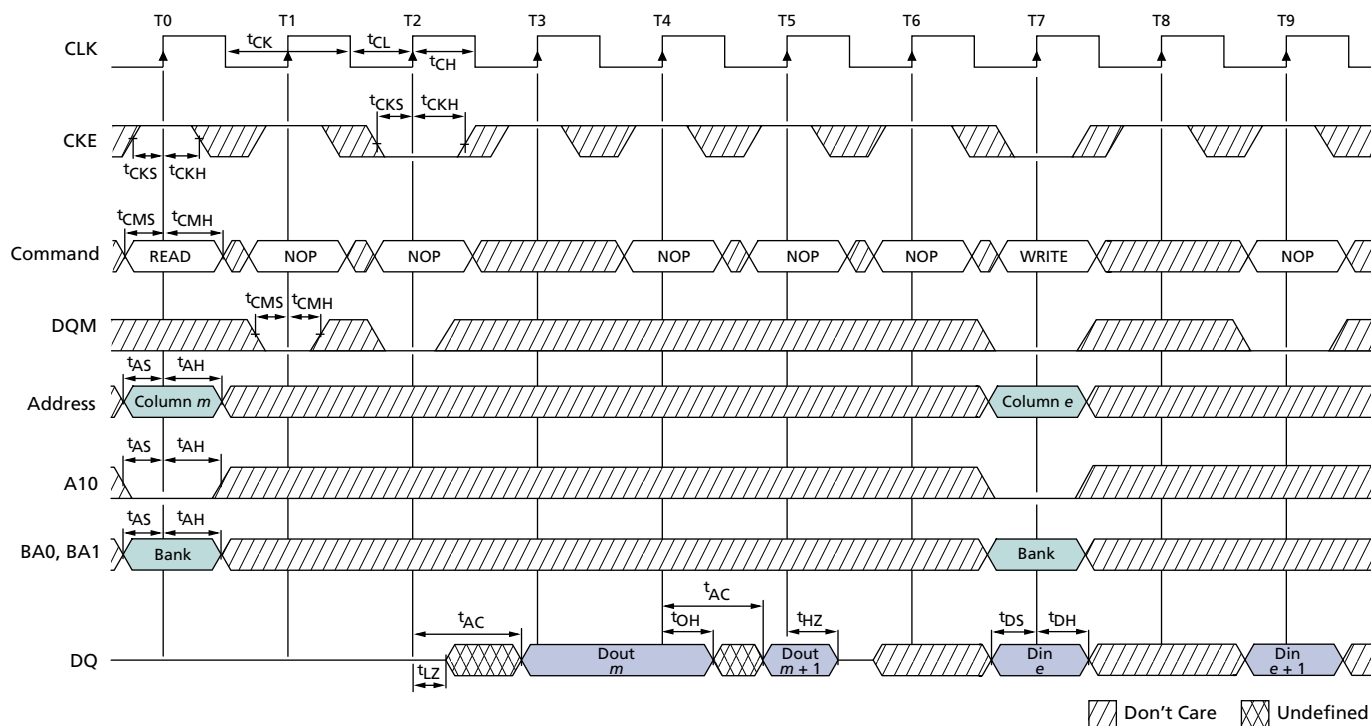 T0 T1 T2 T3 T4 T5 T6 T7 T8 T9
CLK tCK tCL tCH
tCKS tCKH
CKE
tCKS tCKH
tCMS tCMH
Command READ NOP NOP NOP NOP NOP WRITE NOP
tCMS tCMH
DQM
tAS tAH
Address Column m Column e
tAS tAH
A10
tAS tAH
BA0, BA1 Bank Bank
tAC tAC tOH tHZ tDS tDH
DQ Dout m Dout m + 1 Din e Din e + 1
tLZ
Don't Care Undefined